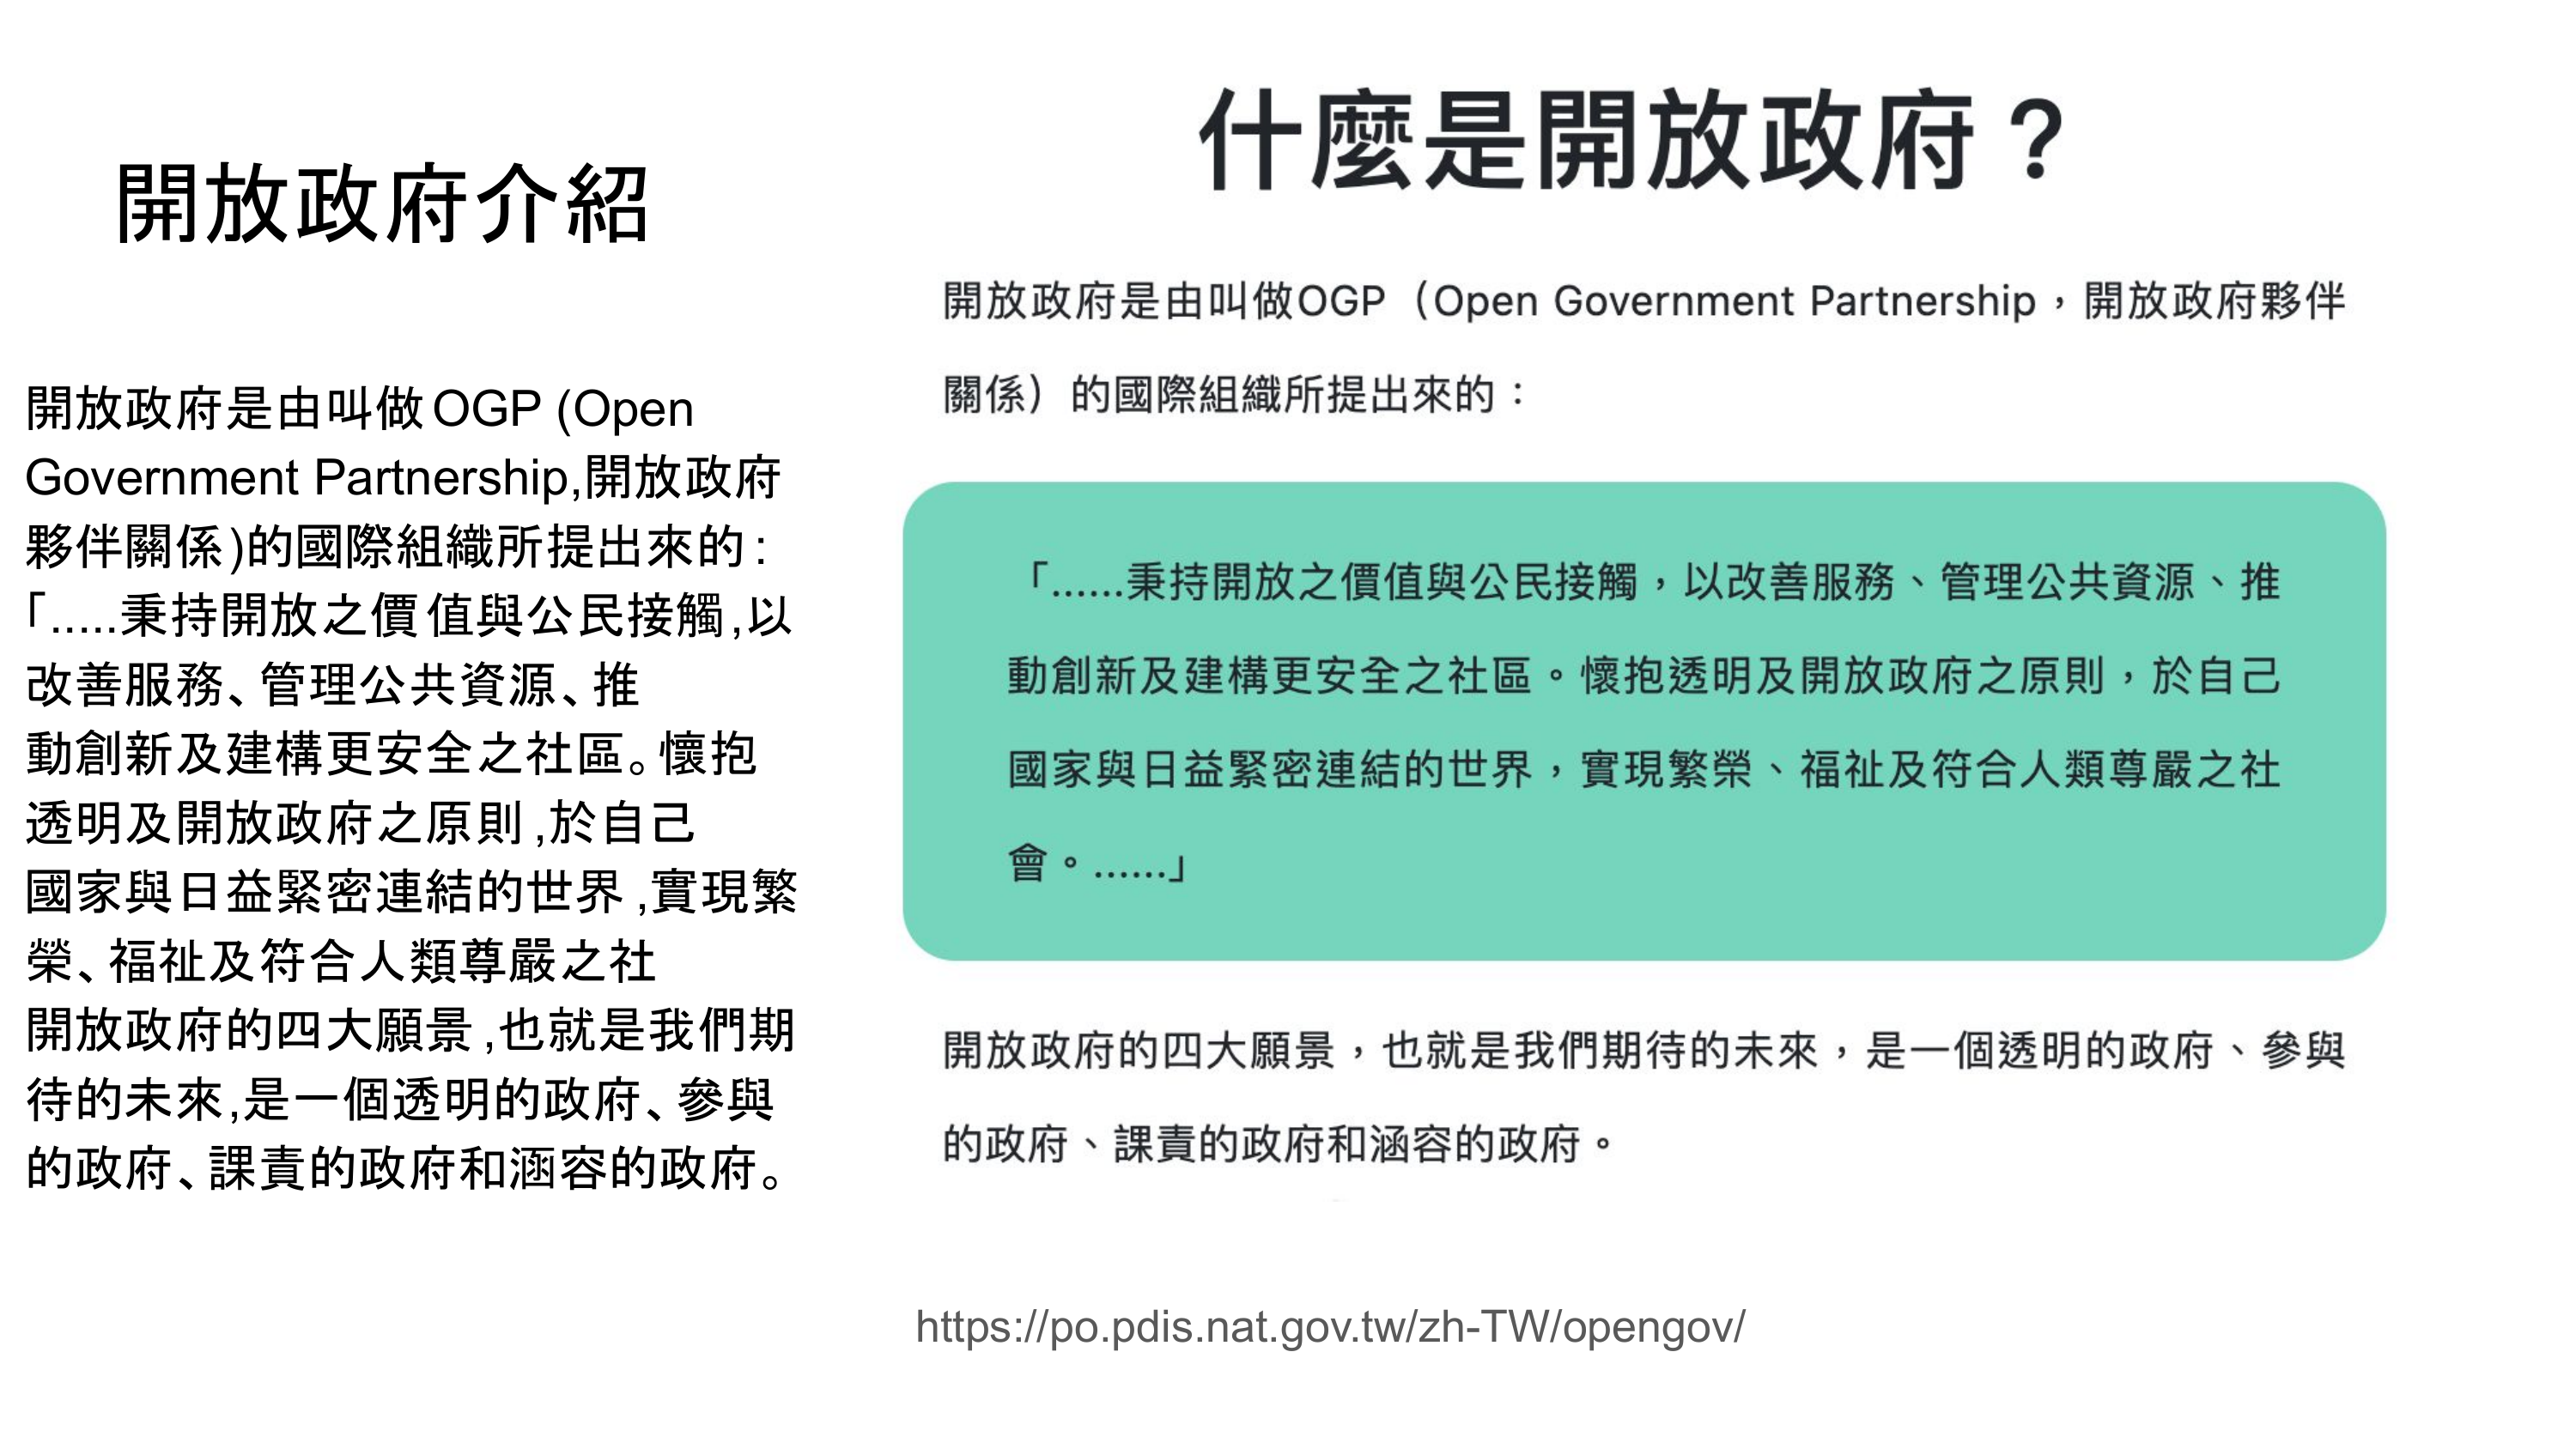 開放政府介紹
開放政府是由叫做OGP (Open
Government Partnership,開放政府
夥伴關係)的國際組織所提出來的:
「.....秉持開放之價值與公民接觸,以
改善服務、管理公共資源、推
動創新及建構更安全之社區。懷抱
透明及開放政府之原則,於自己
國家與日益緊密連結的世界,實現繁
榮、福祉及符合人類尊嚴之社
開放政府的四大願景,也就是我們期
待的未來,是一個透明的政府、參與
的政府、課責的政府和涵容的政府。
什麼是開放政府？
開放政府是由叫做OGP（Open Government Partnership，開放政府夥伴
關係）的國際組織所提出來的：
「......秉持開放之價值與公民接觸，以改善服務、管理公共資源、推
動創新及建構更安全之社區。懷抱透明及開放政府之原則，於自己
國家與日益緊密連結的世界，實現繁榮、福祉及符合人類尊嚴之社
會。......」
開放政府的四大願景，也就是我們期待的未來，是一個透明的政府、參與
的政府、課責的政府和涵容的政府。
https://po.pdis.nat.gov.tw/zh-TW/opengov/